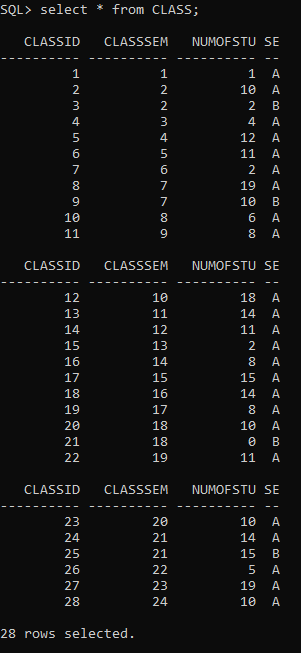 SQL> select * from CLASS;
CLASSID CLASSSEM NUMOFSTU SE
---------- ---------- ---------- --
1 1 1 A
2 2 10 A
3 2 2 B
4 3 4 A
5 4 12 A
6 5 11 A
7 6 2 A
8 7 19 A
9 7 10 B
10 8 6 A
11 9 8 A
CLASSID CLASSSEM NUMOFSTU SE
---------- ---------- ---------- --
12 10 18 A
13 11 14 A
14 12 11 A
15 13 2 A
16 14 8 A
17 15 15 A
18 16 14 A
19 17 8 A
20 18 10 A
21 18 0 B
22 19 11 A
CLASSID CLASSSEM NUMOFSTU SE
---------- ---------- ---------- --
23 20 10 A
24 21 14 A
25 21 15 B
26 22 5 A
27 23 19 A
28 24 10 A
28 rows selected.